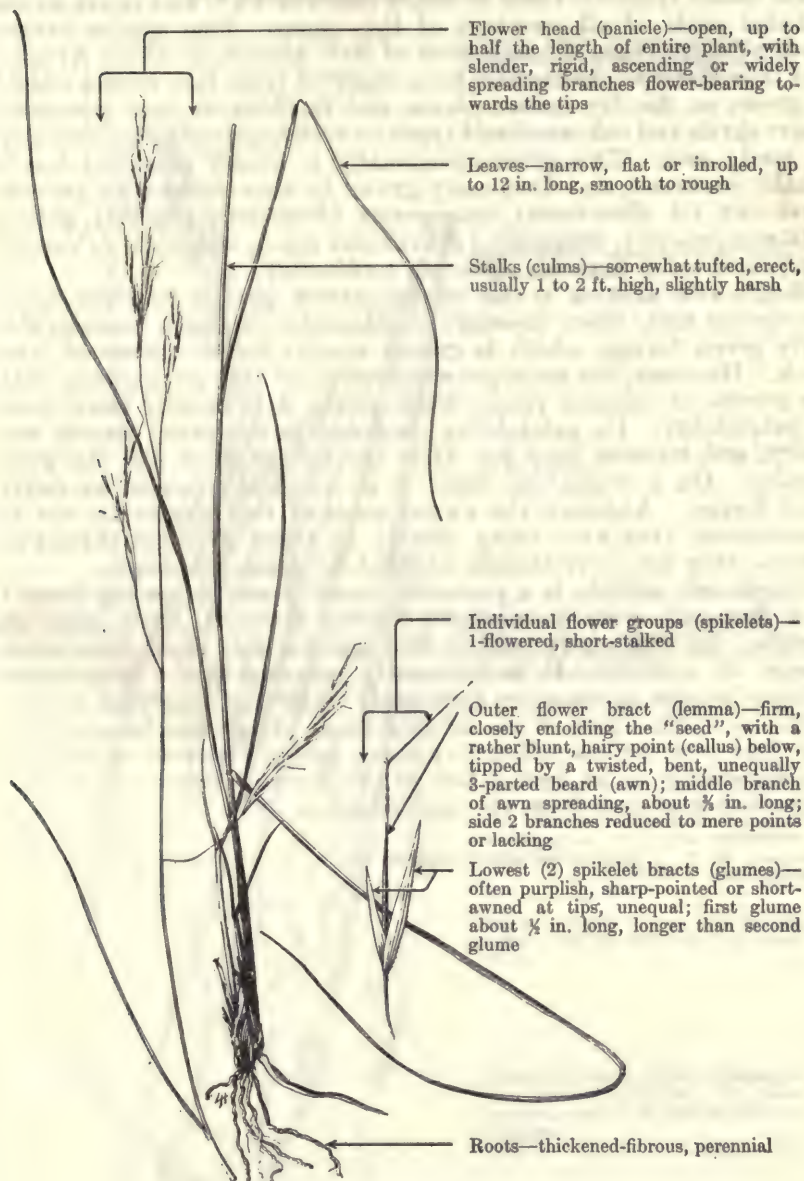 Flower head (panicle)—open, up to
half the length of entire plant, with
slender, rigid, ascending or widely
spreading branches flower-bearing to-
wards the tips
Leaves—narrow, flat or inrolled, up
to 12 in. long, smooth to rough
Stalks (culms)—somewhat tufted, erect,
usually 1 to 2 ft. high, slightly harsh
Individual flower groups (spikelets)—
1-flowered, short-stalked
Outer flower bract (lemma)—firm,
closely enfolding the "seed", with a
rather blunt, hairy point (callus) below,
tipped by a twisted, bent, unequally
3-parted beard (awn); middle branch
of awn spreading, about in. long;
side 2 branches reduced to mere points
or lacking
Lowest (2) spikelet bracts (glumes)—
often purplish, sharp-pointed or short-
awned at tips, unequal; first glume
about ½ in. long, longer than second
glume
Roots—thickened-fibrous, perennial